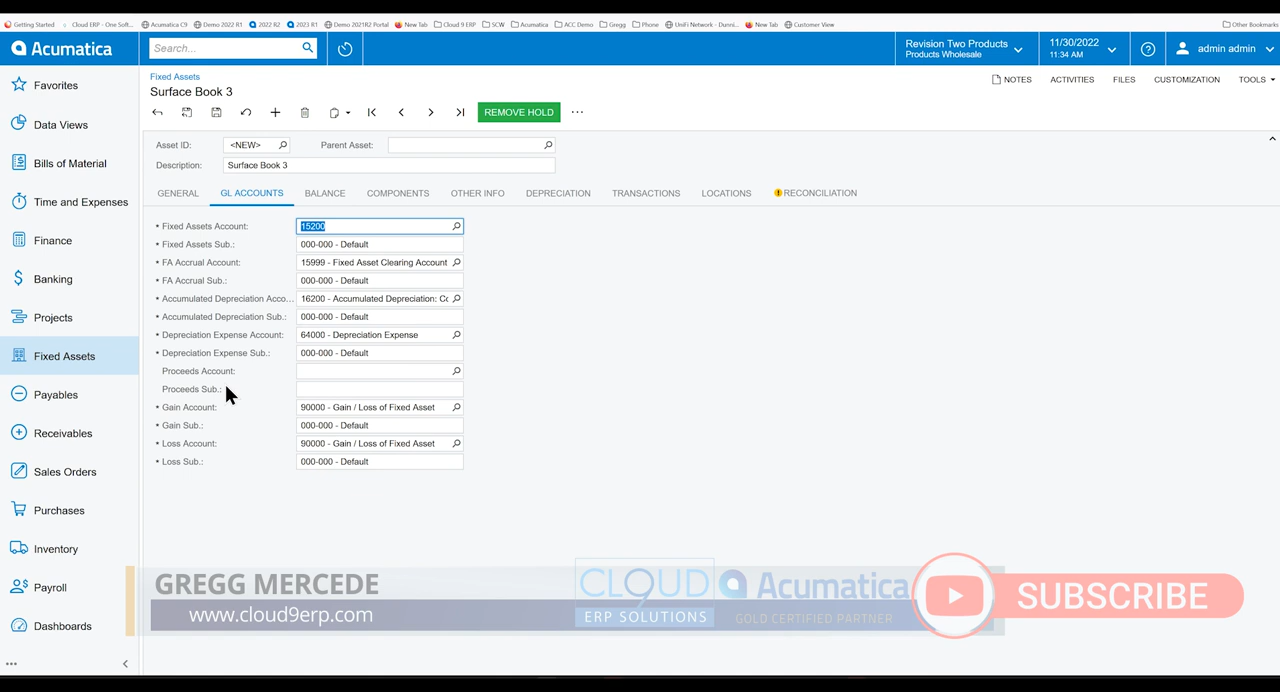 Getting Started Cloud ERP - One Soft... Acumatica C9 Demo 2022 R1 2022 R2 2023 R1 Demo 2021R2 Portal New Tab Cloud 9 ERP SCW Acumatica ACC Demo Gregg Phone UniFi Network - Dunni... New Tab Customer View Other Bookmarks
Acumatica Search... Revision Two Products 11/30/2022 admin admin
Products Wholesale 11:34 AM
Fixed Assets
NOTES ACTIVITIES FILES CUSTOMIZATION TOOLS
Surface Book 3
REMOVE HOLD
Favorites
Data Views
Bills of Material
Time and Expenses
Finance
Banking
Projects
Fixed Assets
Payables
Receivables
Sales Orders
Purchases
Inventory
Payroll
Dashboards
Asset ID: <NEW> Parent Asset:
Description: Surface Book 3
GENERAL GL ACCOUNTS BALANCE COMPONENTS OTHER INFO DEPRECIATION TRANSACTIONS LOCATIONS RECONCILIATION
Fixed Assets Account: 15200
Fixed Assets Sub.: 000-000 - Default
FA Accrual Account: 15999 - Fixed Asset Clearing Account
FA Accrual Sub.: 000-000 - Default
Accumulated Depreciation Acco... 16200 - Accumulated Depreciation: Co
Accumulated Depreciation Sub.: 000-000 - Default
Depreciation Expense Account: 64000 - Depreciation Expense
Depreciation Expense Sub.: 000-000 - Default
Proceeds Account:
Proceeds Sub.:
Gain Account: 90000 - Gain / Loss of Fixed Asset
Gain Sub.: 000-000 - Default
Loss Account: 90000 - Gain / Loss of Fixed Asset
Loss Sub.: 000-000 - Default
GREGG MERCEDE
www.cloud9erp.com
CLOUD 9
ERP SOLUTIONS
Acumatica
GOLD CERTIFIED PARTNER
SUBSCRIBE